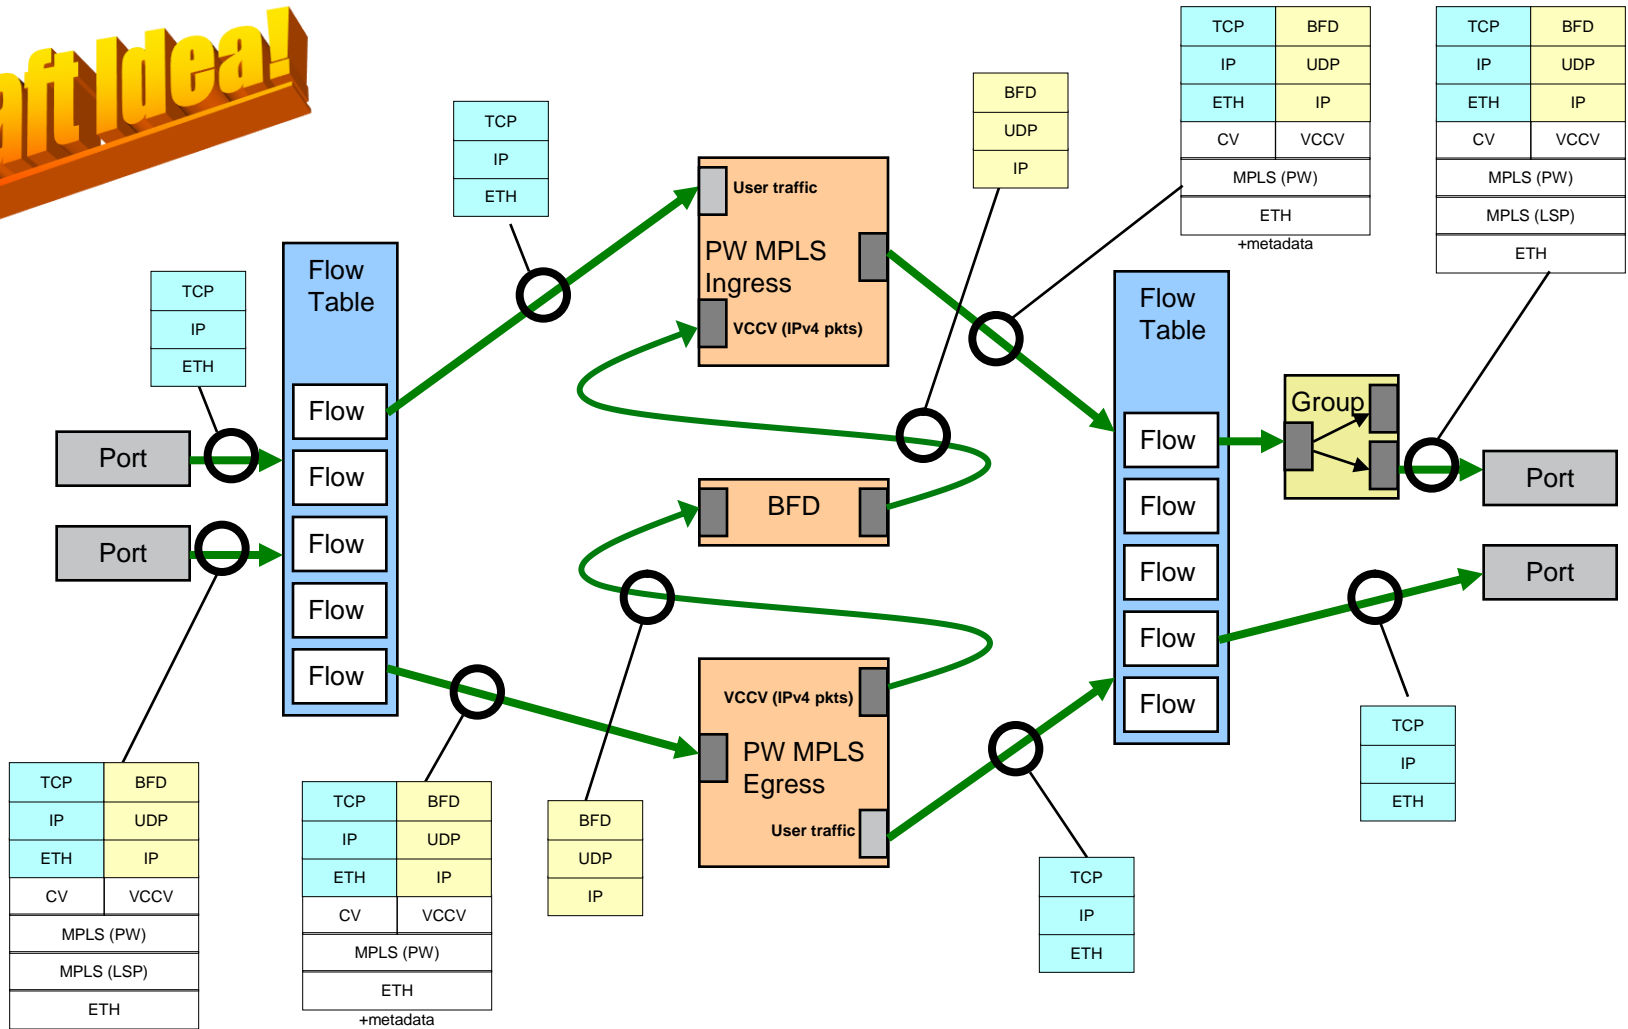 aft Idea!
TCP
IP
ETH
Flow
Table
Flow
Flow
Flow
Flow
Flow
Port
Port
TCP
IP
ETH
User traffic
PW MPLS
Ingress
VCCV (IPv4 pkts)
BFD
UDP
IP
TCP BFD
IP UDP
ETH IP
CV VCCV
MPLS (PW)
ETH
+metadata
TCP BFD
IP UDP
ETH IP
CV VCCV
MPLS (PW)
MPLS (LSP)
ETH
BFD
Flow
Table
Flow
Flow
Flow
Flow
Flow
Group
Port
Port
VCCV (IPv4 pkts)
PW MPLS
Egress
User traffic
TCP BFD
IP UDP
ETH IP
CV VCCV
MPLS (PW)
MPLS (LSP)
ETH
TCP BFD
IP UDP
ETH IP
CV VCCV
MPLS (PW)
ETH
+metadata
BFD
UDP
IP
TCP
IP
ETH
TCP
IP
ETH